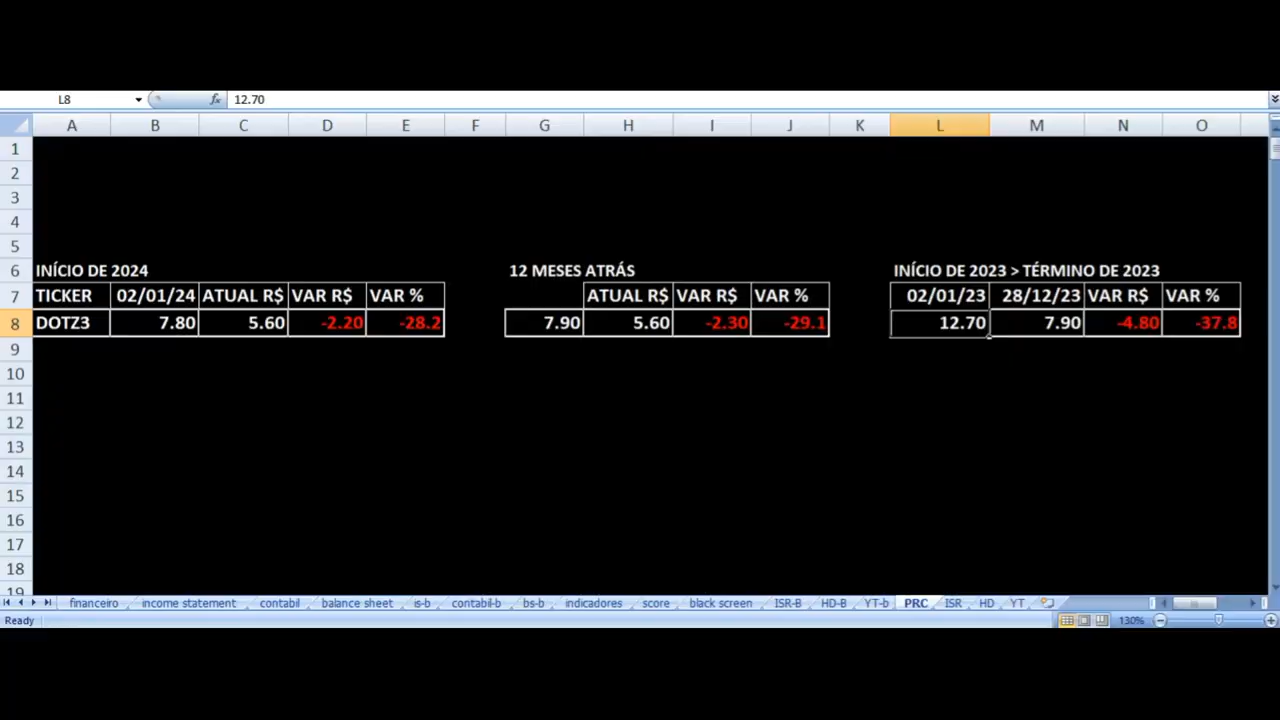 L8 fx 12.70
A B C D E F G H I J K L M N O
1
2
3
4
5
6 INÍCIO DE 2024 12 MESES ATRÁS INÍCIO DE 2023 > TÉRMINO DE 2023
7 TICKER 02/01/24 ATUAL R$ VAR R$ VAR % ATUAL R$ VAR R$ VAR % 02/01/23 28/12/23 VAR R$ VAR %
8 DOTZ3 7.80 5.60 -2.20 -28.2 7.90 5.60 -2.30 -29.1 12.70 7.90 -4.80 -37.8
9
10
11
12
13
14
15
16
17
18
19
financeiro income statement contabil balance sheet is-b contabil-b bs-b indicadores score black screen ISR-B HD-B YT-b PRC ISR HD YT
Ready 130%